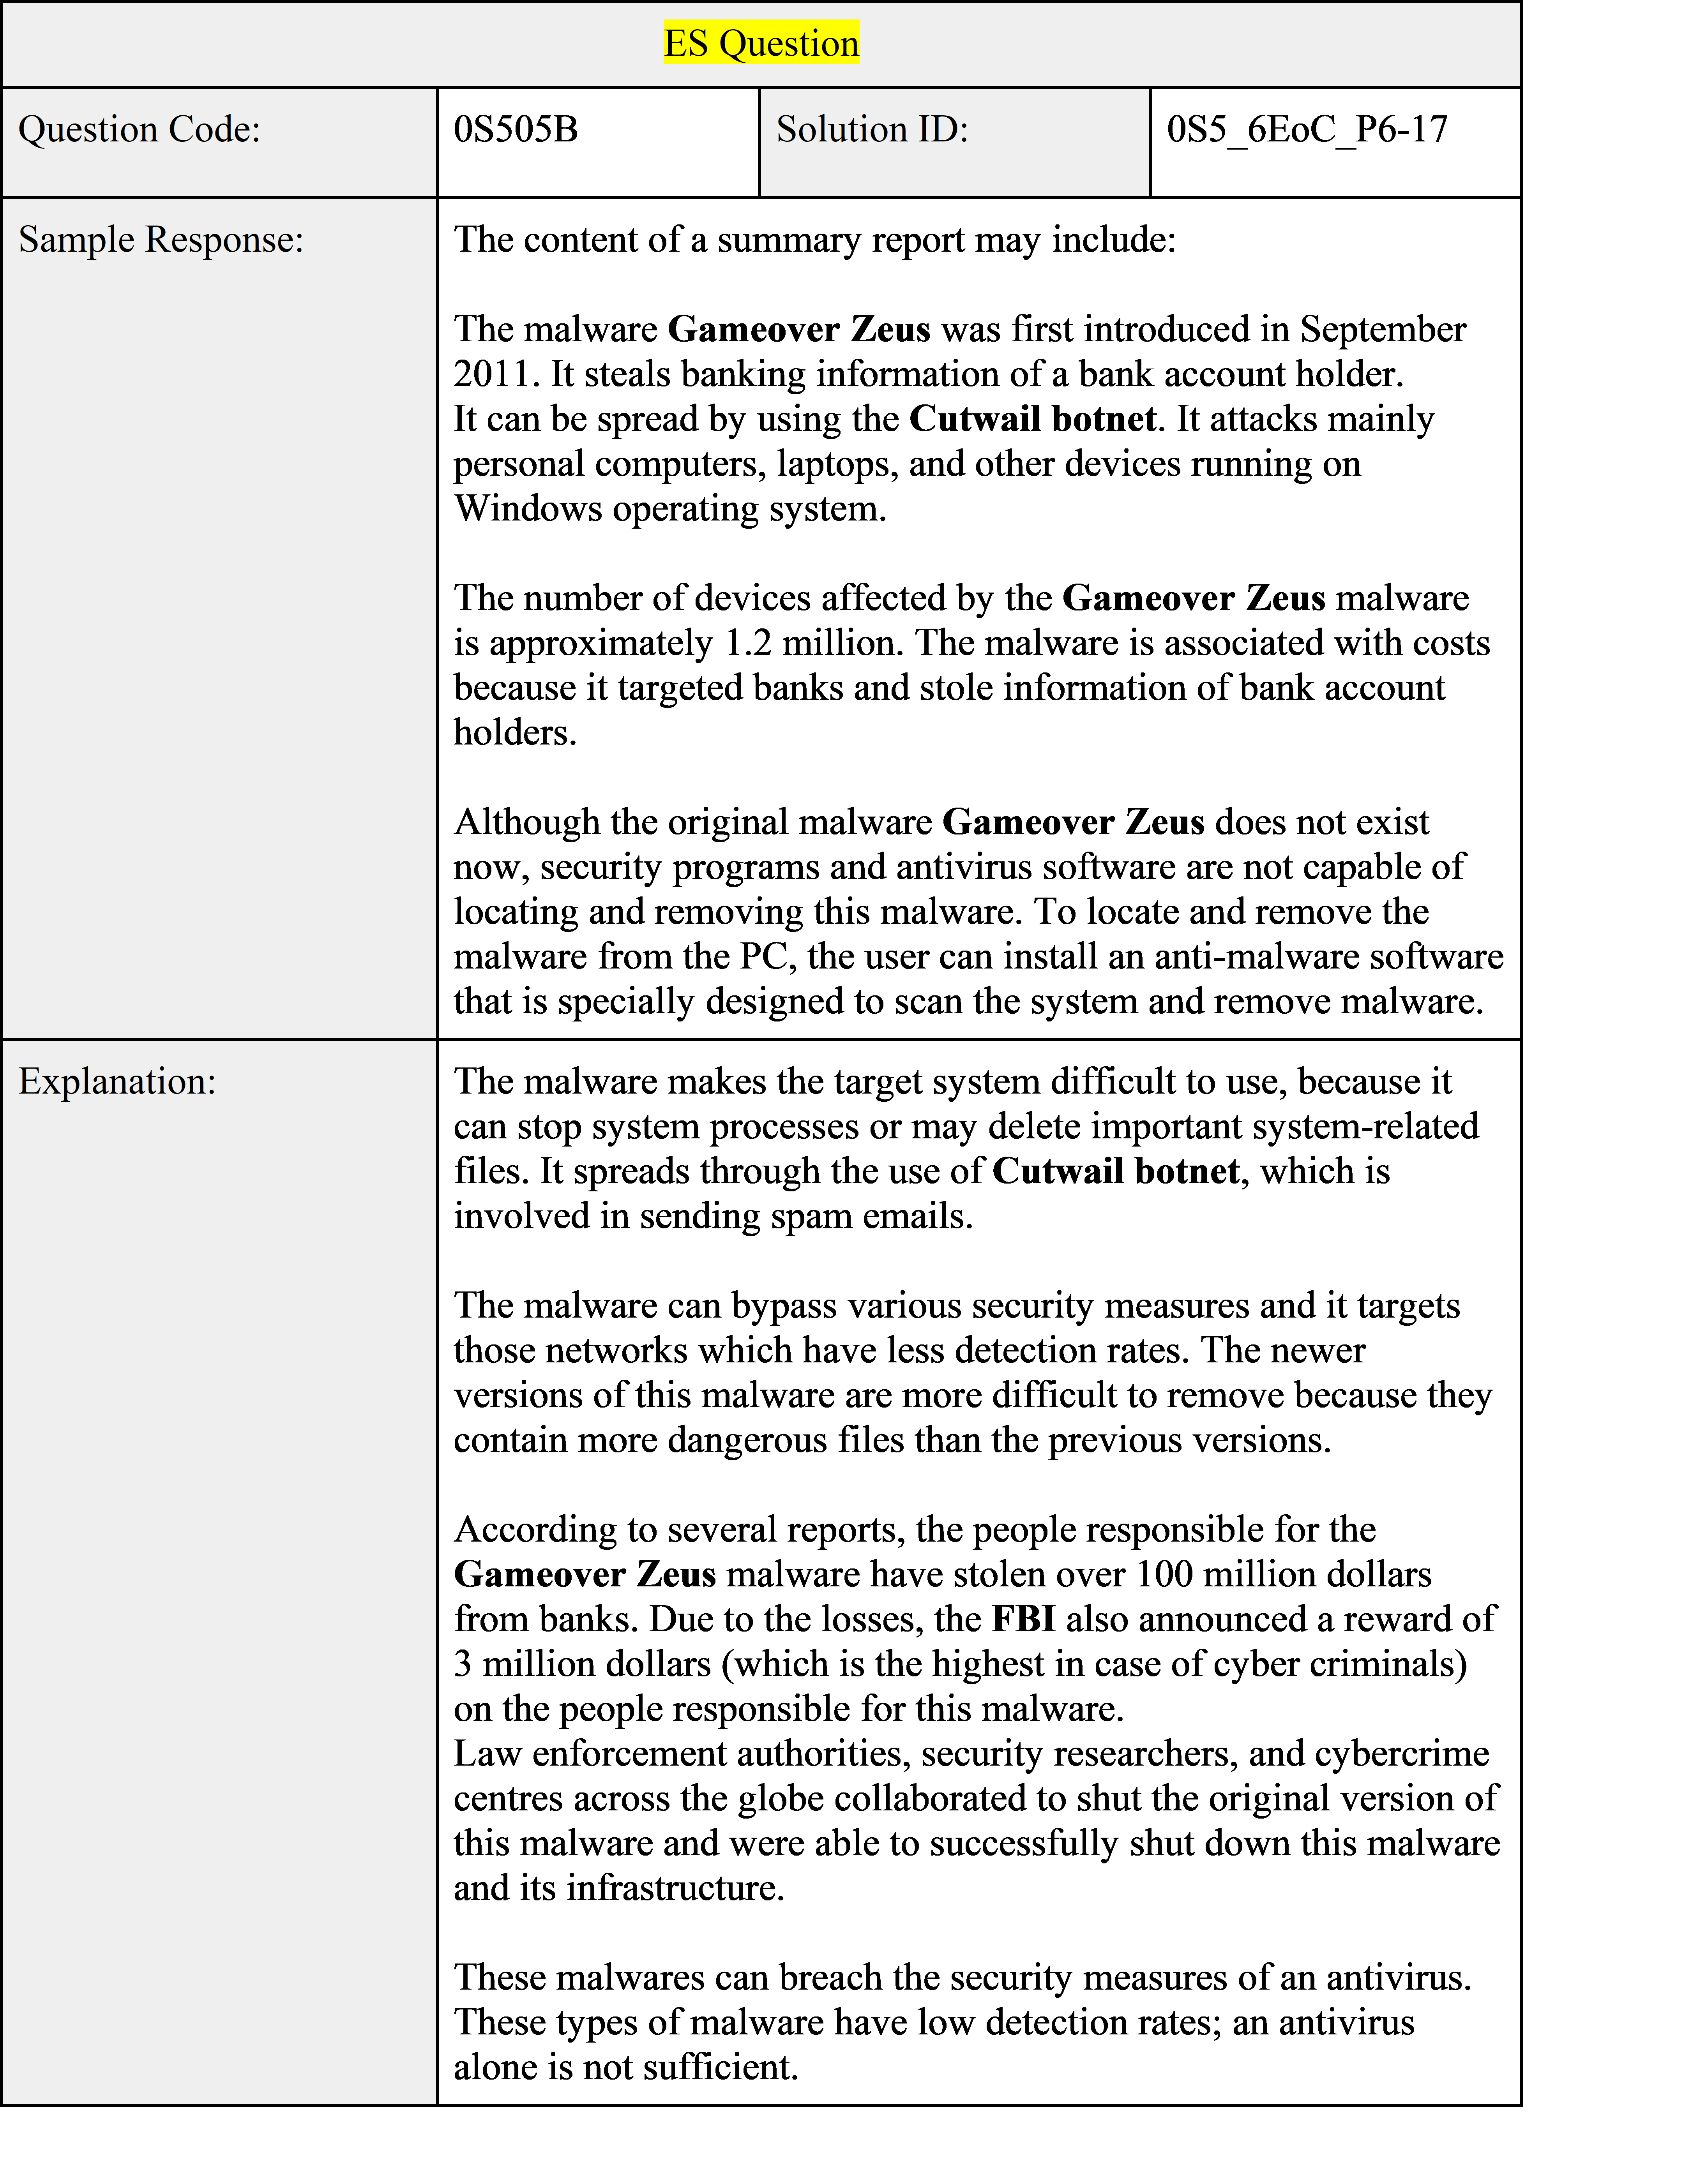 ES Question
Question Code:
0S505B
Solution ID:
0S5_6EoC_P6-17
Sample Response:
The content of a summary report may include:
The malware Gameover Zeus was first introduced in September
2011. It steals banking information of a bank account holder.
It can be spread by using the Cutwail botnet. It attacks mainly
personal computers, laptops, and other devices running on
Windows operating system.
The number of devices affected by the Gameover Zeus malware
is approximately 1.2 million. The malware is associated with costs
because it targeted banks and stole information of bank account
holders.
Although the original malware Gameover Zeus does not exist
now, security programs and antivirus software are not capable of
locating and removing this malware. To locate and remove the
malware from the PC, the user can install an anti-malware software
that is specially designed to scan the system and remove malware.
Explanation:
The malware makes the target system difficult to use, because it
can stop system processes or may delete important system-related
files. It spreads through the use of Cutwail botnet, which is
involved in sending spam emails.
The malware can bypass various security measures and it targets
those networks which have less detection rates. The newer
versions of this malware are more difficult to remove because they
contain more dangerous files than the previous versions.
According to several reports, the people responsible for the
Gameover Zeus malware have stolen over 100 million dollars
from banks. Due to the losses, the FBI also announced a reward of
3 million dollars (which is the highest in case of cyber criminals)
on the people responsible for this malware.
Law enforcement authorities, security researchers, and cybercrime
centres across the globe collaborated to shut the original version of
this malware and were able to successfully shut down this malware
and its infrastructure.
These malwares can breach the security measures of an antivirus.
These types of malware have low detection rates; an antivirus
alone is not sufficient.